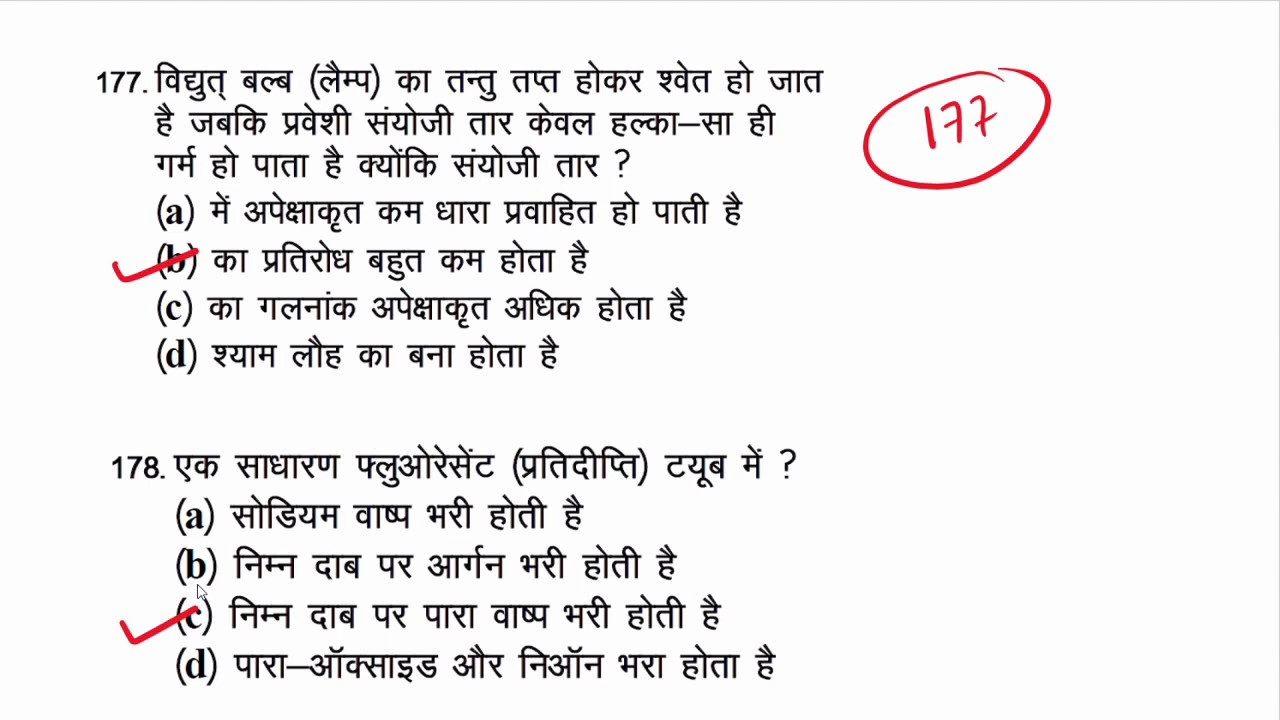 177. विद्युत् बल्ब (लैम्प) का तन्तु तप्त होकर श्वेत हो जात
है जबकि प्रवेशी संयोजी तार केवल हल्का–सा ही
गर्म हो पाता है क्योंकि संयोजी तार ?
(a) में अपेक्षाकृत कम धारा प्रवाहित हो पाती है
(b) का प्रतिरोध बहुत कम होता है
(c) का गलनांक अपेक्षाकृत अधिक होता है
(d) श्याम लौह का बना होता है
177
178. एक साधारण फ्लुओरेसेंट (प्रतिदीप्ति) टयूब में ?
(a) सोडियम वाष्प भरी होती है
(b) निम्न दाब पर आर्गन भरी होती है
(c) निम्न दाब पर पारा वाष्प भरी होती है
(d) पारा–ऑक्साइड और निऑन भरा होता है